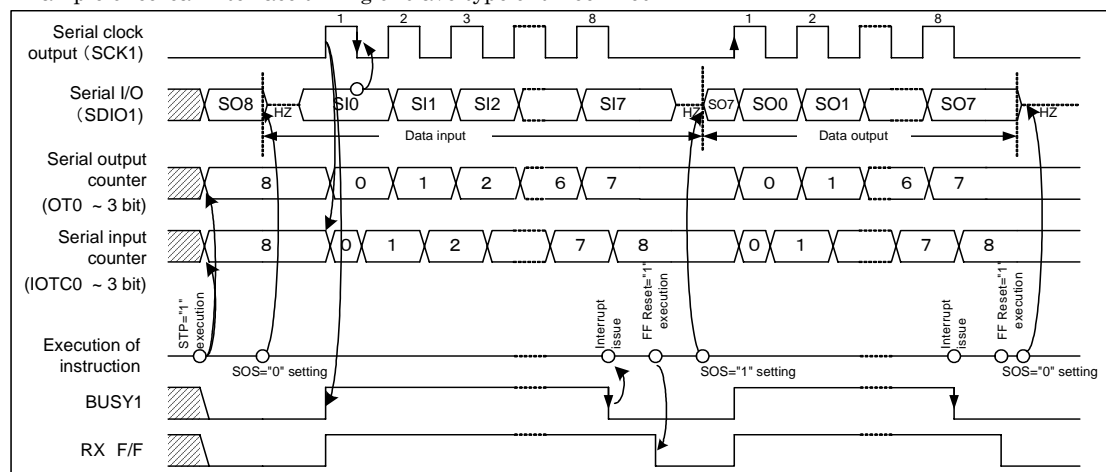 1 2 3 8 1 2 8
Serial clock
output (SCK1)
Serial I/O
(SDIO1)
SO8 HZ SI0 SI1 SI2 SI7 HZ SO7 SO0 SO1 SO7 HZ
Data input Data output
Serial output
counter
(OT0 ~ 3 bit)
8 0 1 2 6 7 0 1 6 7
Serial input
counter
(IOTC0 ~ 3 bit)
8 0 1 2 7 8 0 1 7 8
STP="1"
execution
Interrupt
issue
FF Reset="1"
execution
Interrupt
issue
FF Reset="1"
execution
Execution of
instruction
SOS="0" setting SOS="1" setting SOS="0" setting
BUSY1
RX F/F